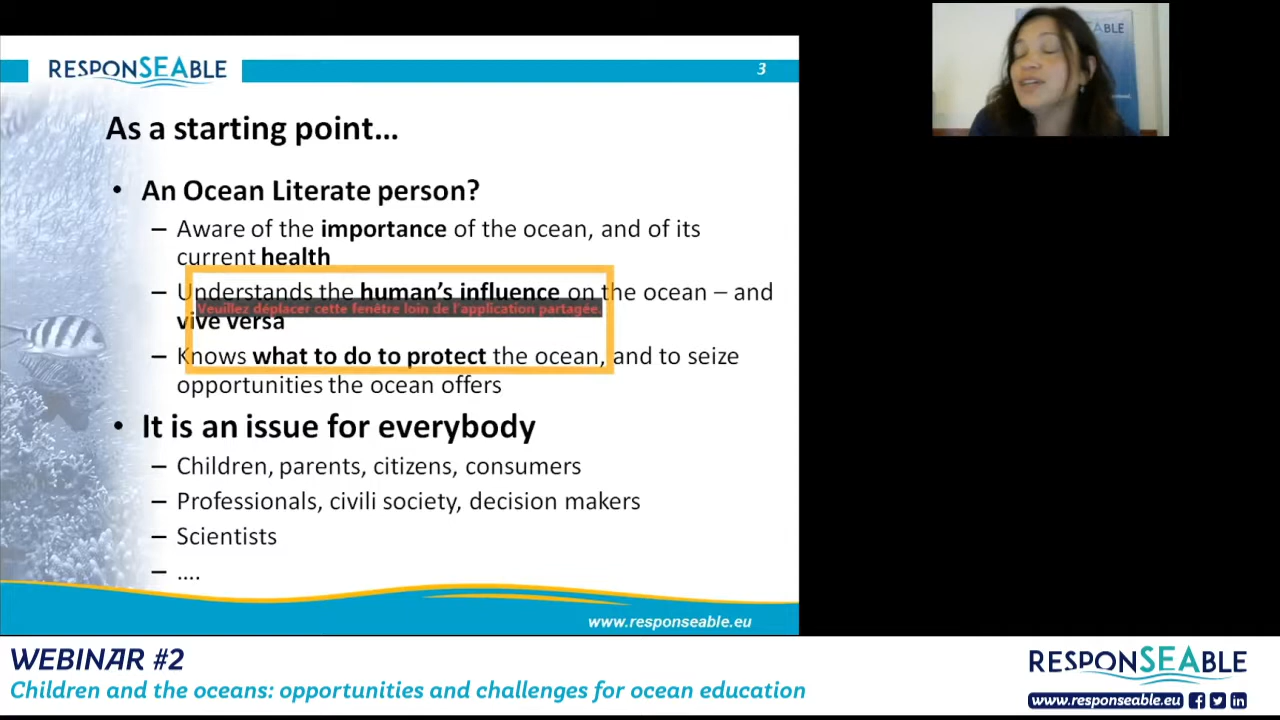 RESPONSEABLE
3
ABLE
As a starting point...
• An Ocean Literate person?
– Aware of the importance of the ocean, and of its
current health
– Understands the human's influence on the ocean – and
Veuillez déplacer cette fenêtre loin de l'application partagée.
vive versa
– Knows what to do to protect the ocean, and to seize
opportunities the ocean offers
• It is an issue for everybody
– Children, parents, citizens, consumers
– Professionals, civili society, decision makers
– Scientists
– ....
www.responseable.eu
WEBINAR #2
Children and the oceans: opportunities and challenges for ocean education
RESPONSEABLE
www.responseable.eu